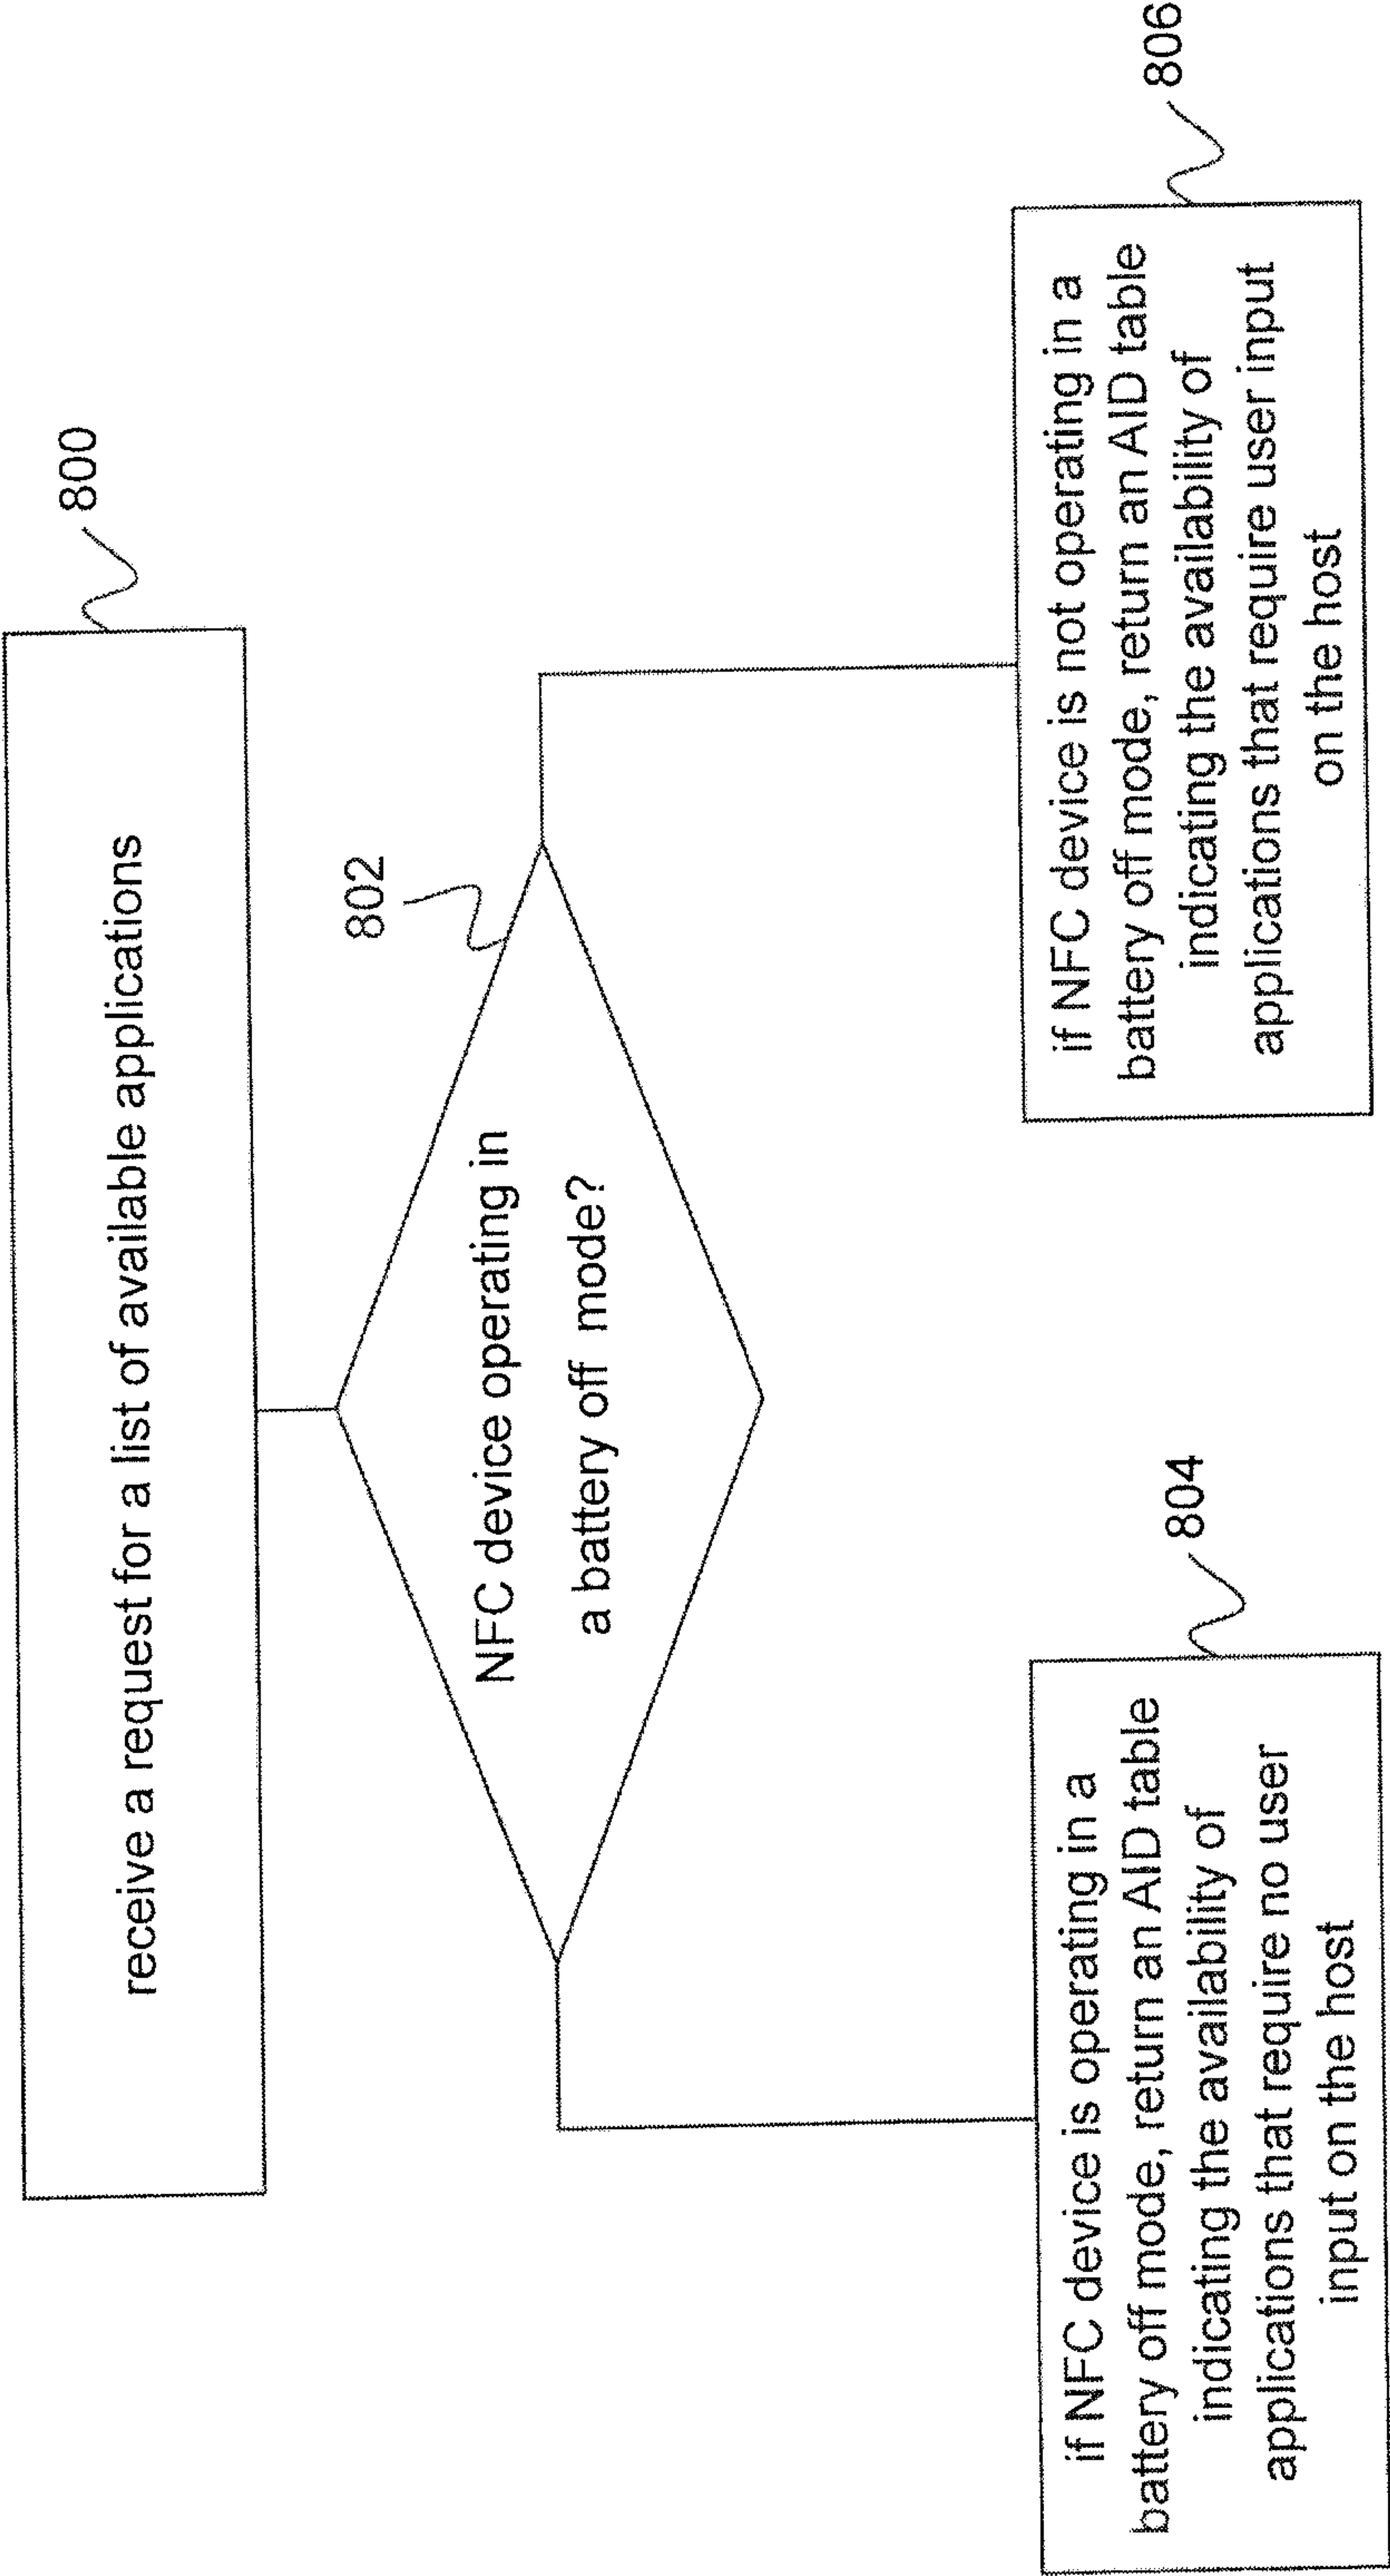 800
receive a request for a list of available applications
802
NFC device operating in
a battery off mode?
804
if NFC device is operating in a
battery off mode, return an AID table
indicating the availability of
applications that require no user
input on the host
806
if NFC device is not operating in a
battery off mode, return an AID table
indicating the availability of
applications that require user input
on the host